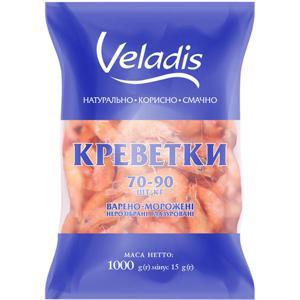 Veladis
НАТУРАЛЬНО • КОРИСНО • СМАЧНО
КРЕВЕТКИ
70-90
ШТ/КГ
ВАРЕНО-МОРОЖЕНІ
НЕРОЗІБРАНІ ГЛАЗУРОВАНІ
МАСА НЕТТО:
1000 g (г) мінус 15 g (г)